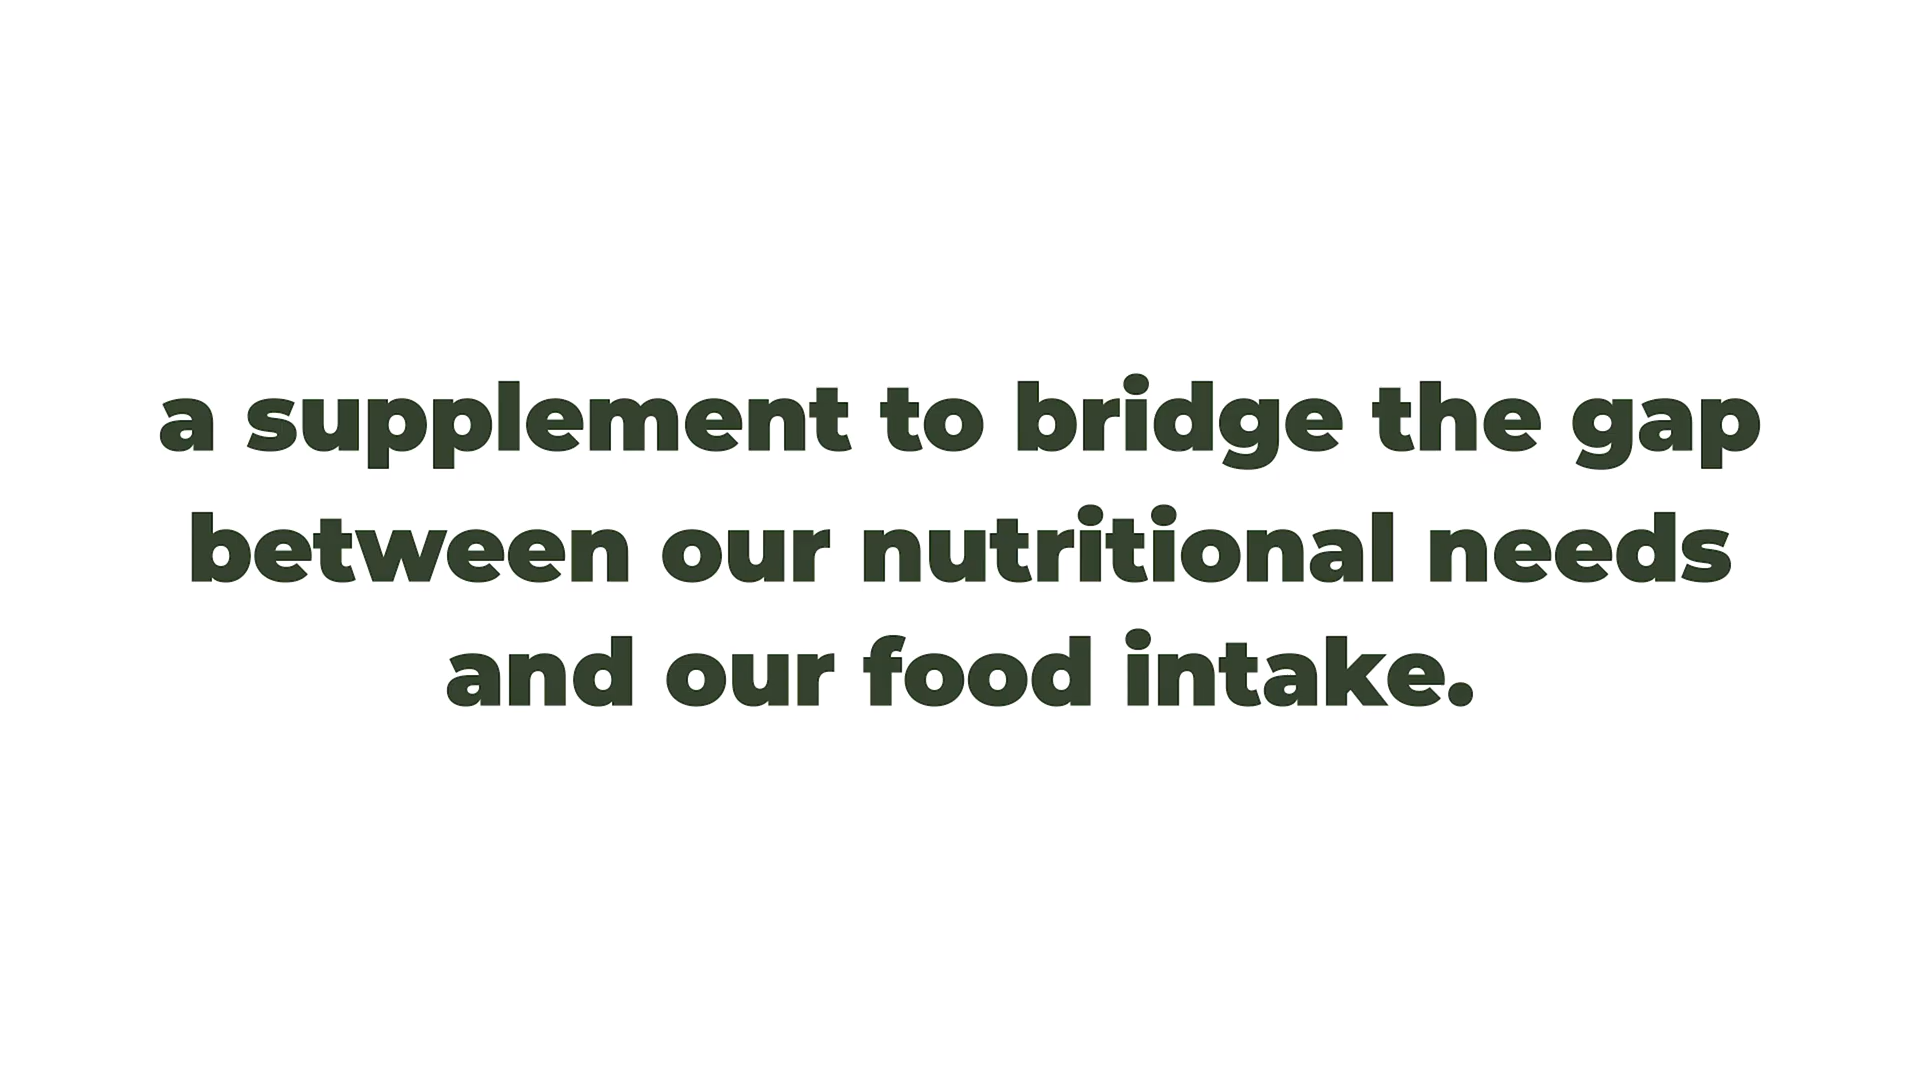 a supplement to bridge the gap
between our nutritional needs
and our food intake.